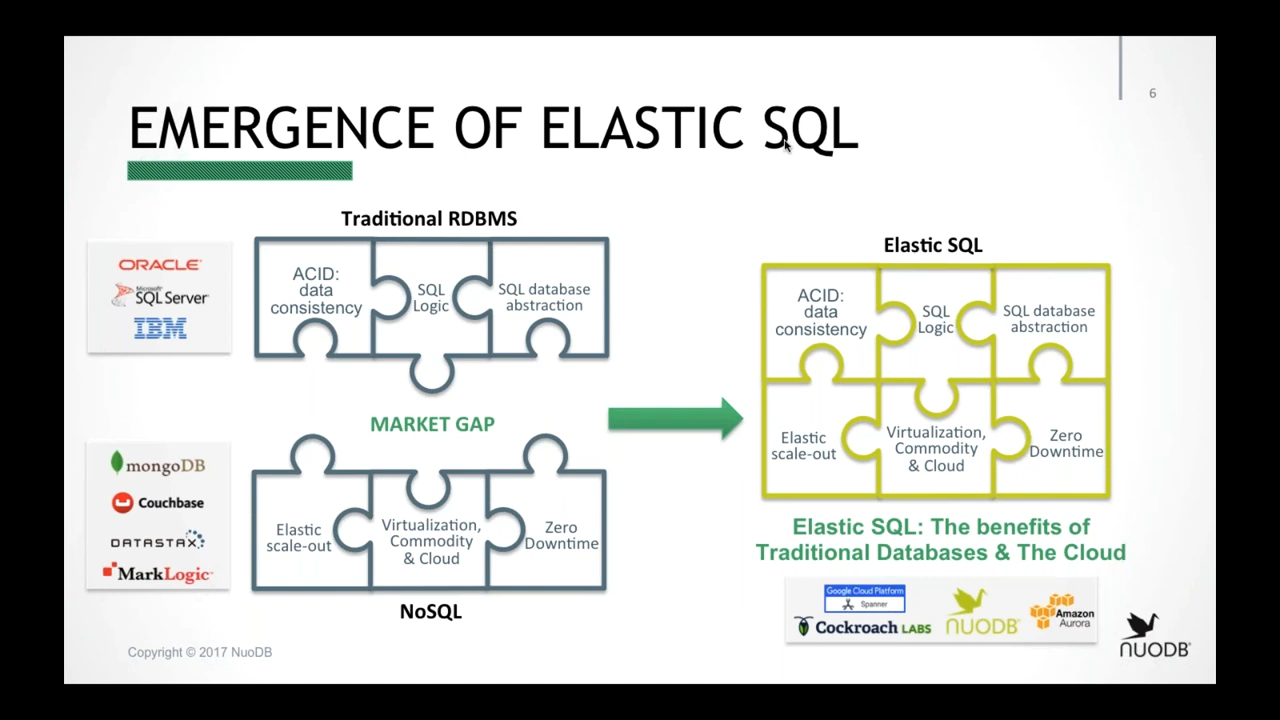 6
EMERGENCE OF ELASTIC SQL
Traditional RDBMS
ORACLE
Microsoft
SQL Server
IBM
ACID:
data
consistency
SQL
Logic
SQL database
abstraction
MARKET GAP
mongoDB
Couchbase
DATASTAX
MarkLogic
Elastic
scale-out
Virtualization,
Commodity
& Cloud
Zero
Downtime
NoSQL
Elastic SQL
ACID:
data
consistency
SQL
Logic
SQL database
abstraction
Elastic
scale-out
Virtualization,
Commodity
& Cloud
Zero
Downtime
Elastic SQL: The benefits of
Traditional Databases & The Cloud
Google Cloud Platform
Spanner
Cockroach LABS
NUODB
Amazon
Aurora
NUODB
Copyright © 2017 NuoDB